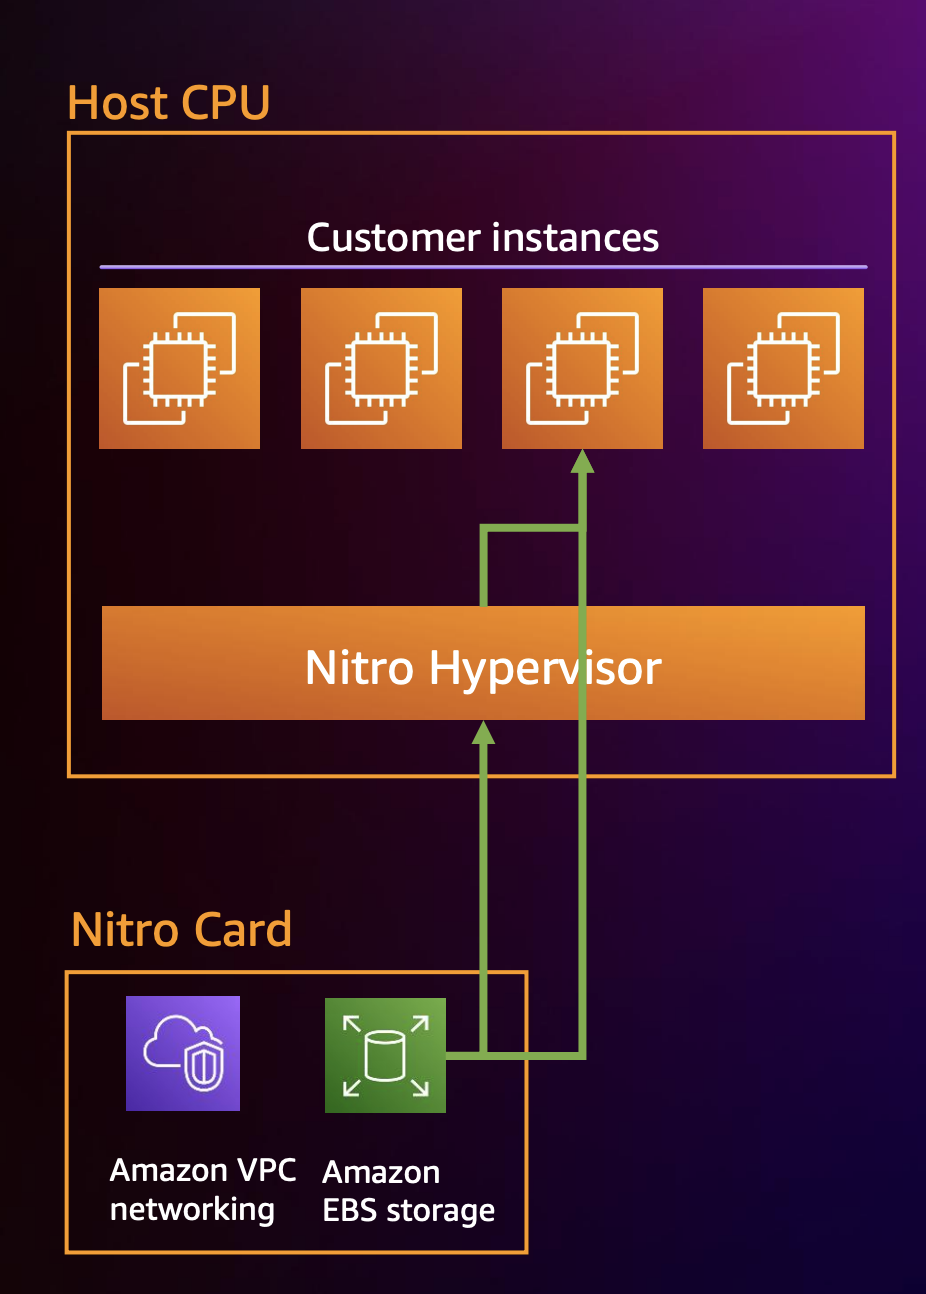 Host CPU
Customer instances
Nitro Hypervisor
Nitro Card
Amazon VPC
networking
Amazon
EBS storage